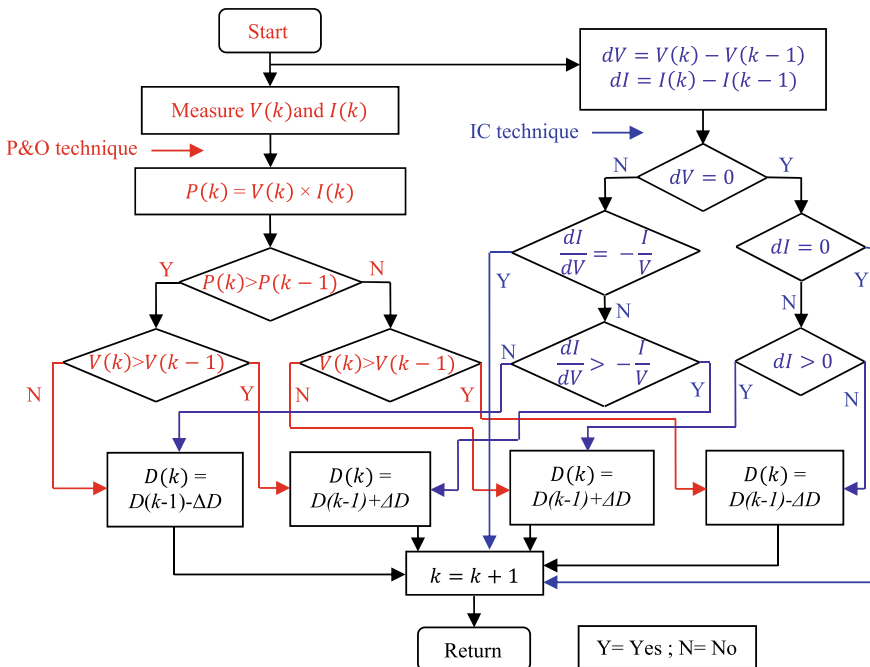 Start
Measure V(k)and I(k)
P&O technique
P(k) = V(k) × I(k)
P(k)>P(k − 1)
Y
N
V(k)>V(k − 1)
N
Y
V(k)>V(k − 1)
N
Y
dV = V(k) − V(k − 1)
dI = I(k) − I(k − 1)
IC technique
dV = 0
N
Y
dI/dV = − I/V
Y
N
dI = 0
Y
N
dI/dV > − I/V
N
Y
dI > 0
Y
N
D(k) =
D(k-1)-ΔD
D(k) =
D(k-1)+ΔD
D(k) =
D(k-1)+ΔD
D(k) =
D(k-1)-ΔD
k = k + 1
Return
Y= Yes ; N= No